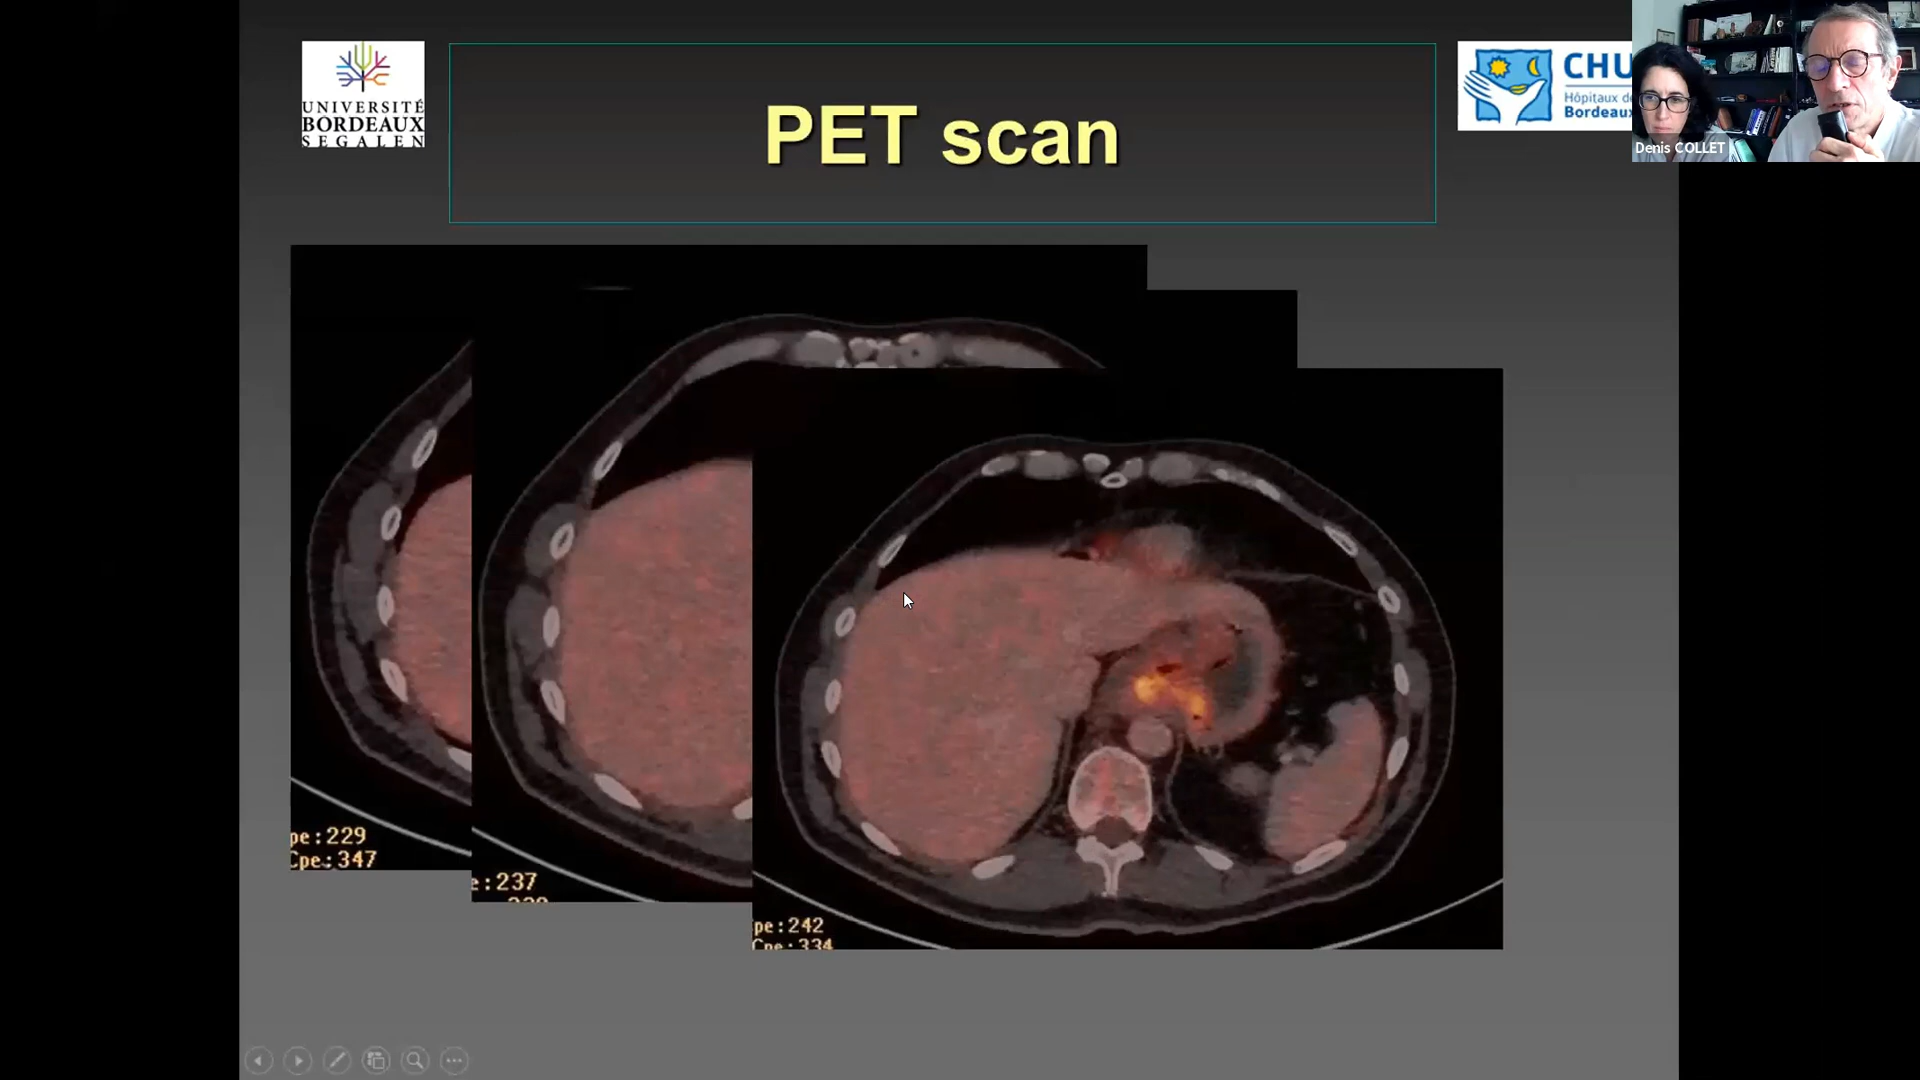 UNIVERSITÉ
BORDEAUX
SEGALEN
PET scan
CHU
Hôpitaux de
Bordeaux
Denis COLLET
pe:229
Cpe:347
e:237
pe:242
Cpe:334